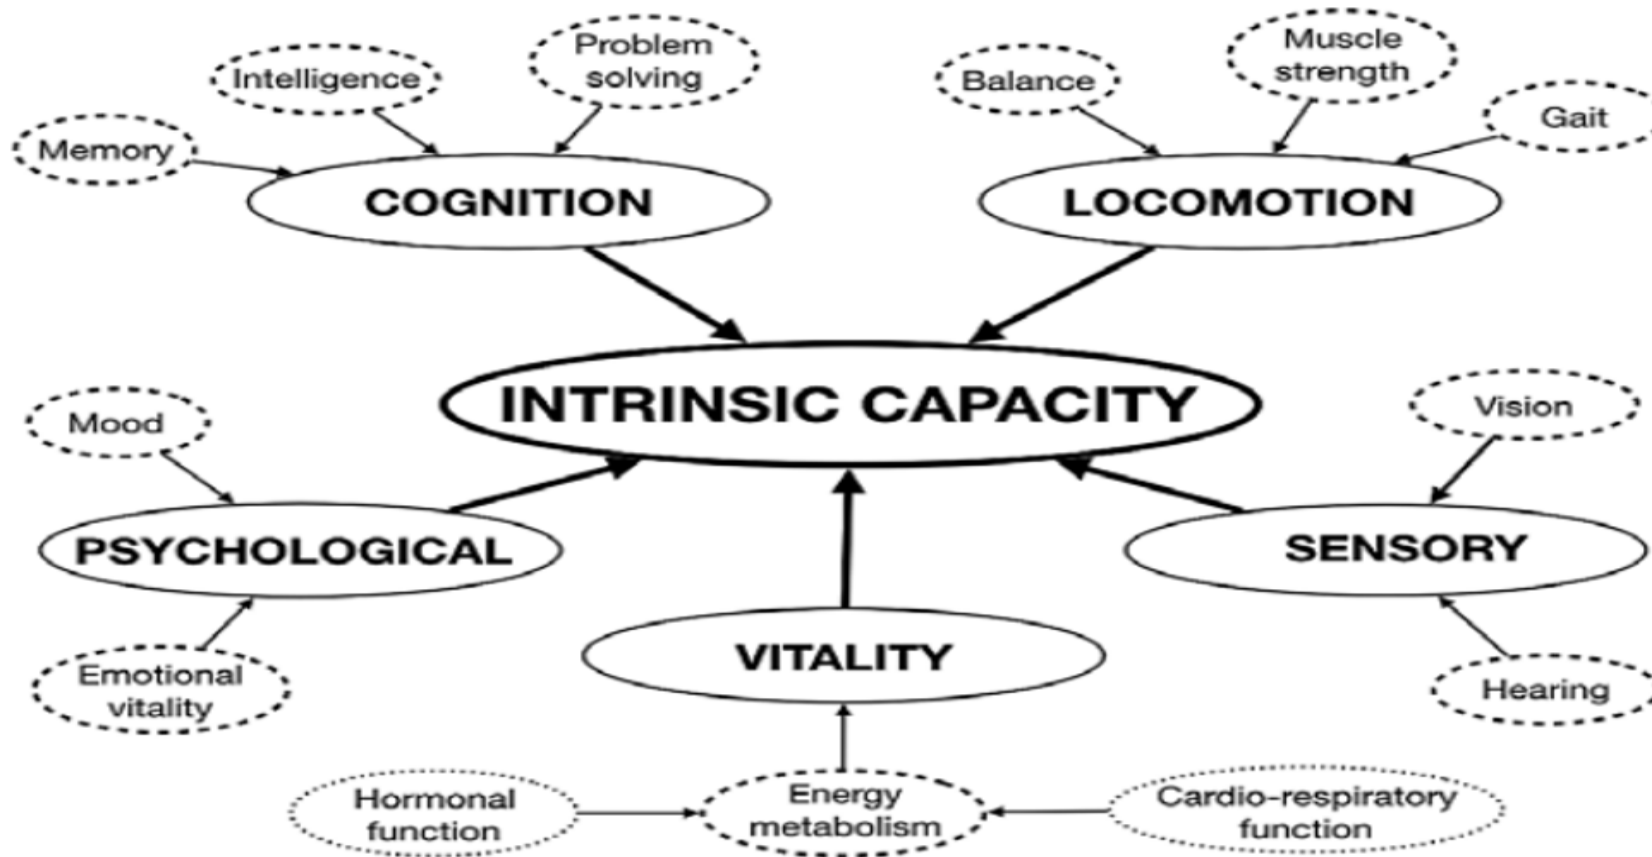 Problem
solving
Muscle
strength
Intelligence
Balance
Gait
Memory
COGNITION
LOCOMOTION
INTRINSIC CAPACITY
Mood
Vision
PSYCHOLOGICAL
SENSORY
VITALITY
Emotional
vitality
Hearing
Hormonal
function
Energy
metabolism
Cardio-respiratory
function